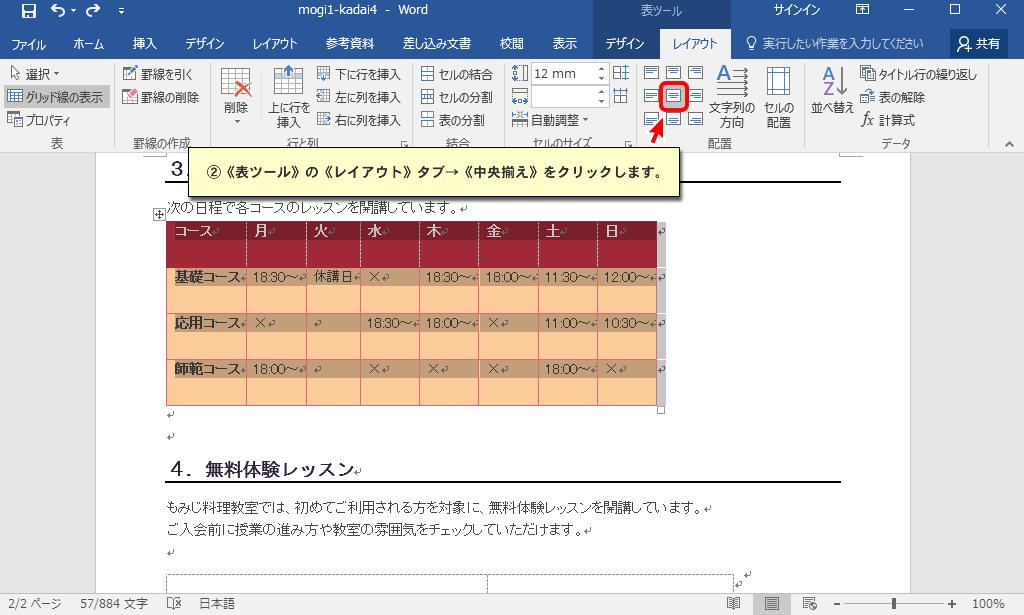 mogi1-kadai4 - Word
表ツール
サインイン
ファイル ホーム 挿入 デザイン レイアウト 参考資料 差し込み文書 校閲 表示 デザイン レイアウト 実行したい作業を入力してください 共有
選択 罫線を引く 下に行を挿入 セルの結合 12 mm タイトル行の繰り返し
グリッド線の表示 罫線の削除 削除 上に行を挿入 左に列を挿入 セルの分割 文字列の方向 セルの配置 並べ替え 表の解除
プロパティ 右に列を挿入 表の分割 自動調整 計算式
表 罫線の作成 行と列 結合 セルのサイズ 配置 データ
②《表ツール》の《レイアウト》タブ→《中央揃え》をクリックします。
3.
次の日程で各コースのレッスンを開講しています。
コース 月 火 水 木 金 土 日
基礎コース 18:30～ 休講日 × 18:30～ 18:00～ 11:30～ 12:00～
応用コース × 18:30～ 18:00～ × 11:00～ 10:30～
師範コース 18:00～ × × × 18:00～ ×
4．無料体験レッスン
もみじ料理教室では、初めてご利用される方を対象に、無料体験レッスンを開講しています。
ご入会前に授業の進み方や教室の雰囲気をチェックしていただけます。
2/2 ページ 57/884 文字 日本語 100%